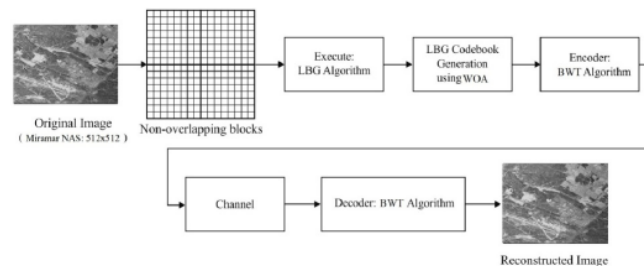 Execute:
LBG Algorithm
LBG Codebook
Generation
using WOA
Encoder:
BWT Algorithm
Original Image
( Miramar NAS: 512x512 )
Non-overlapping blocks
Channel
Decoder: BWT Algorithm
Reconstructed Image